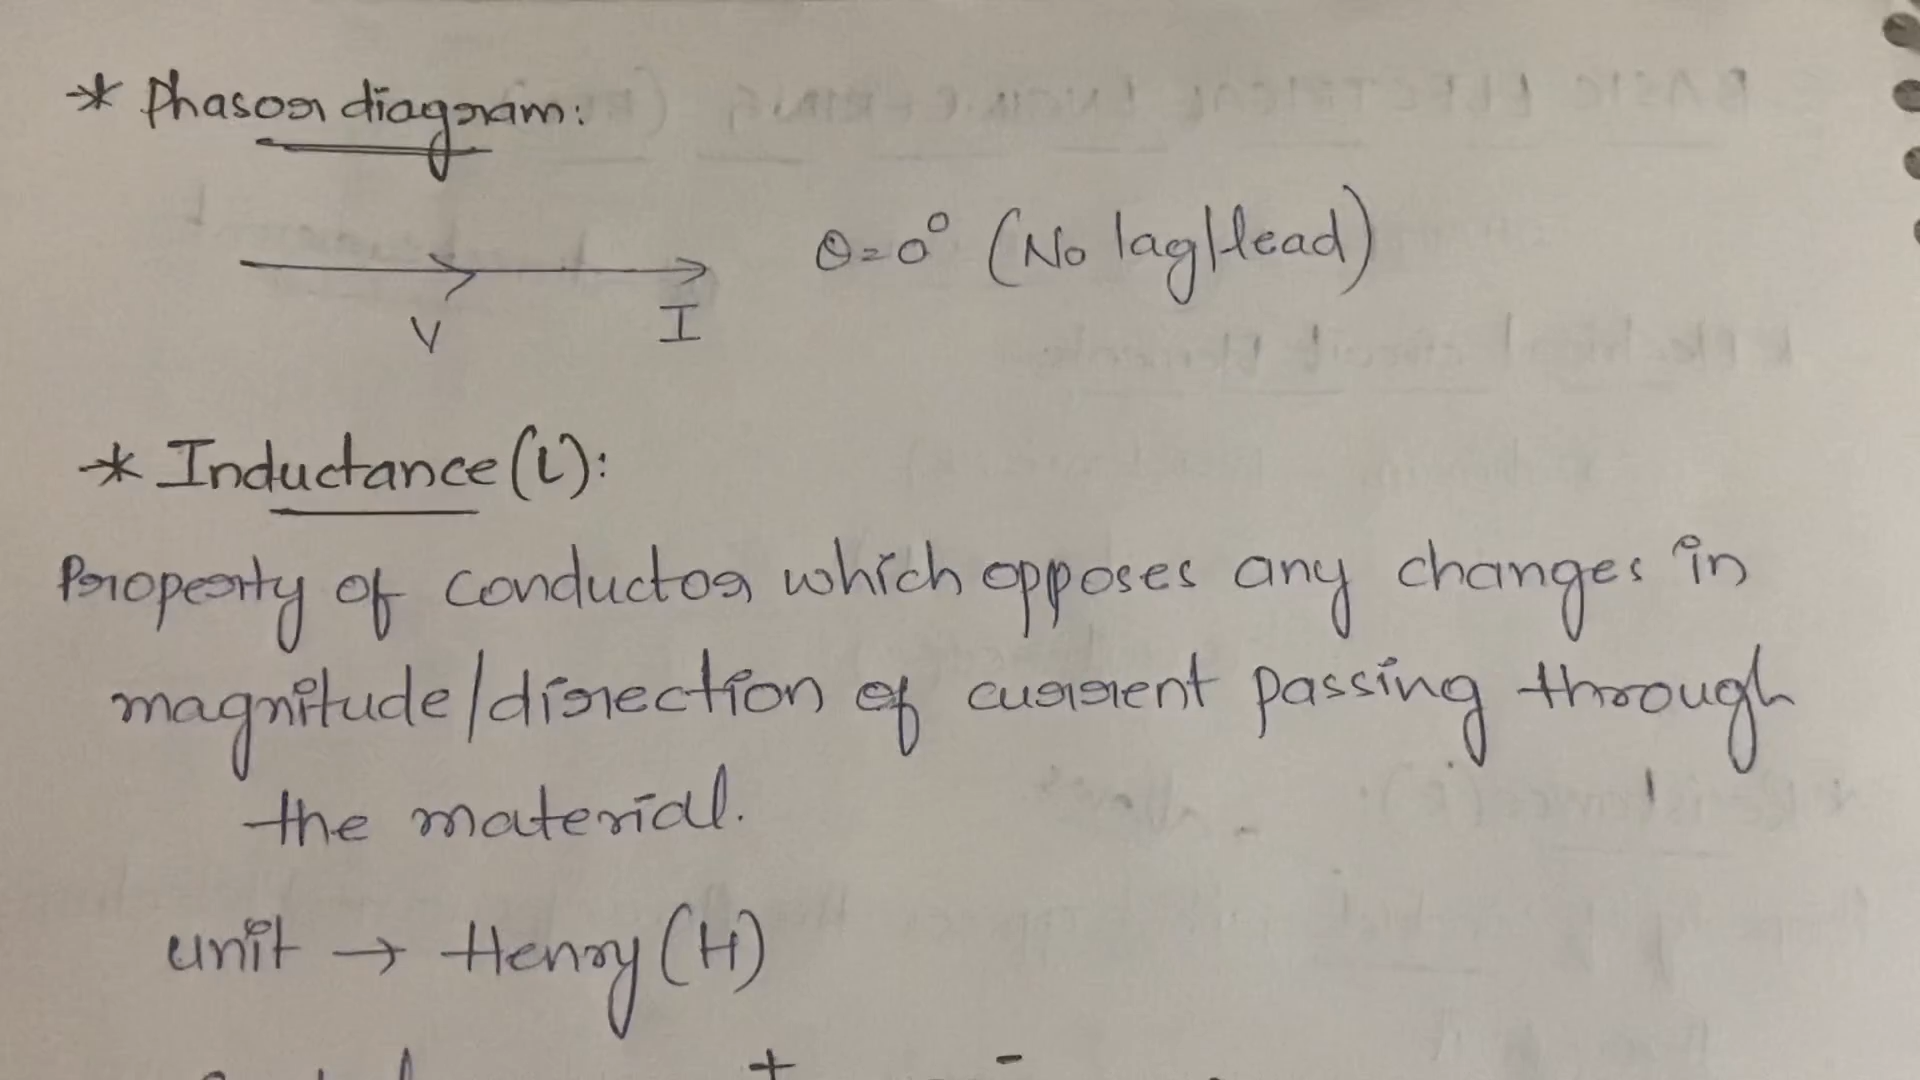 * Phasor diagram:
V I θ=0° (No lag/lead)
* Inductance (L):
Property of conductor which opposes any changes in
magnitude/direction of current passing through
the material.
unit → Henry (H)
+ -